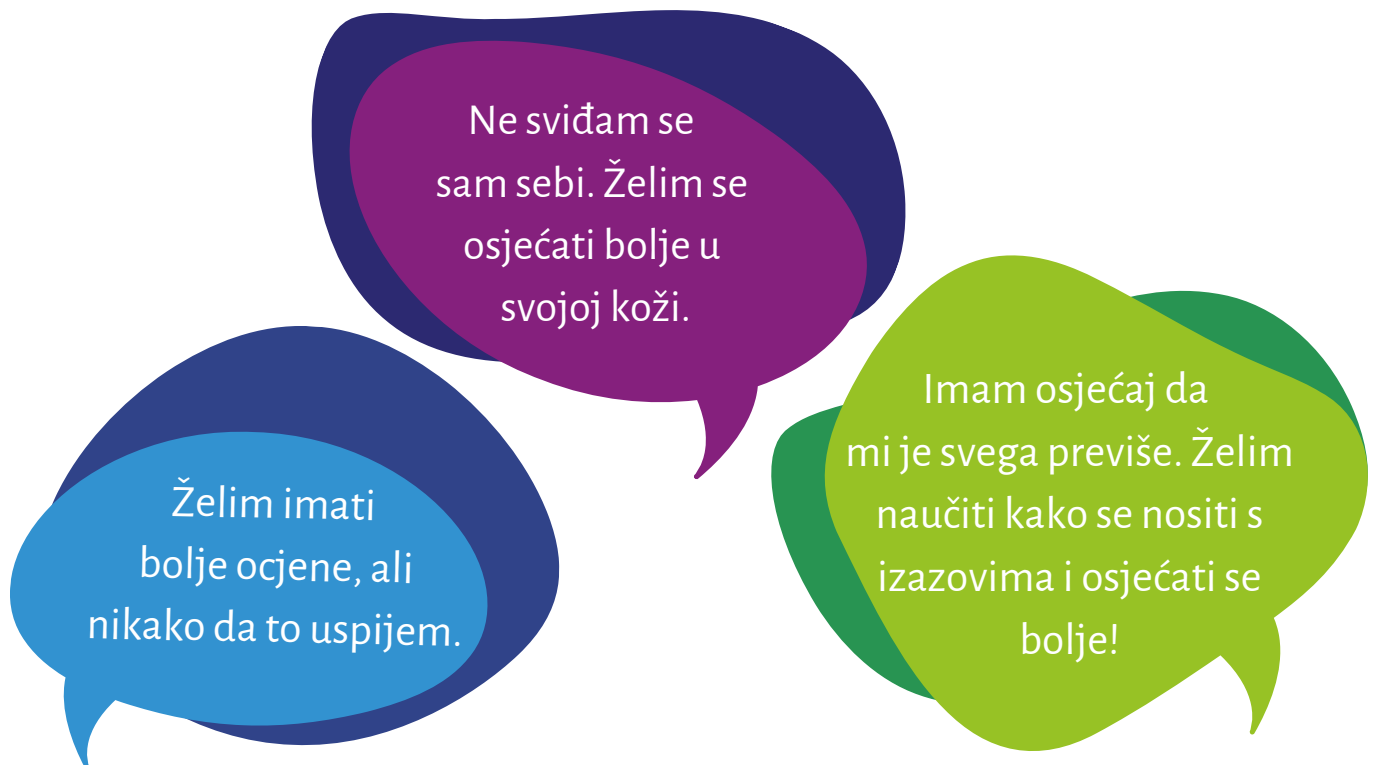 Ne sviđam se
sam sebi. Želim se
osjećati bolje u
svojoj koži.
Imam osjećaj da
mi je svega previše. Želim
naučiti kako se nositi s
izazovima i osjećati se
bolje!
Želim imati
bolje ocjene, ali
nikako da to uspijem.